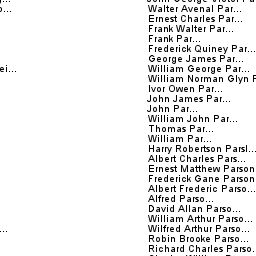 Walter Avenal Par...
Ernest Charles Par...
Frank Walter Par...
Frank Par...
Frederick Quiney Par...
George James Par...
ei...
William George Par...
William Norman Glyn P
Ivor Owen Par...
John James Par...
John Par...
William John Par...
Thomas Par...
William Par...
Harry Robertson Parsl...
Albert Charles Pars...
Ernest Matthew Parson
Frederick Gane Parson
Albert Frederic Parso...
Alfred Parso...
David Allan Parso...
William Arthur Parso...
...
Wilfred Arthur Parso...
Robin Brooke Parso...
Richard Charles Parso.